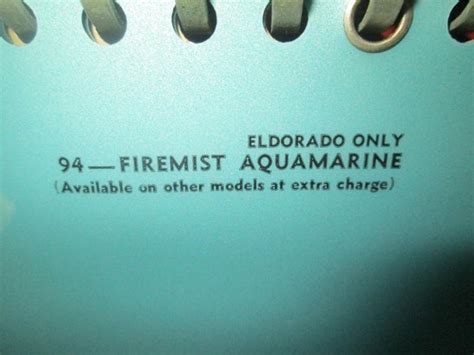 ELDORADO ONLY
94 — FIREMIST AQUAMARINE
(Available on other models at extra charge)